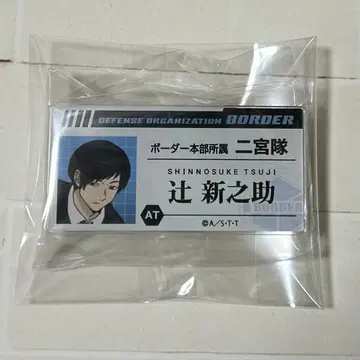 DEFENSE ORGANIZATION BORDER
ボーダー本部所属 二宮隊
SHINNOSUKE TSUJI
辻 新之助
AT
BORDER
©A/S・T・T